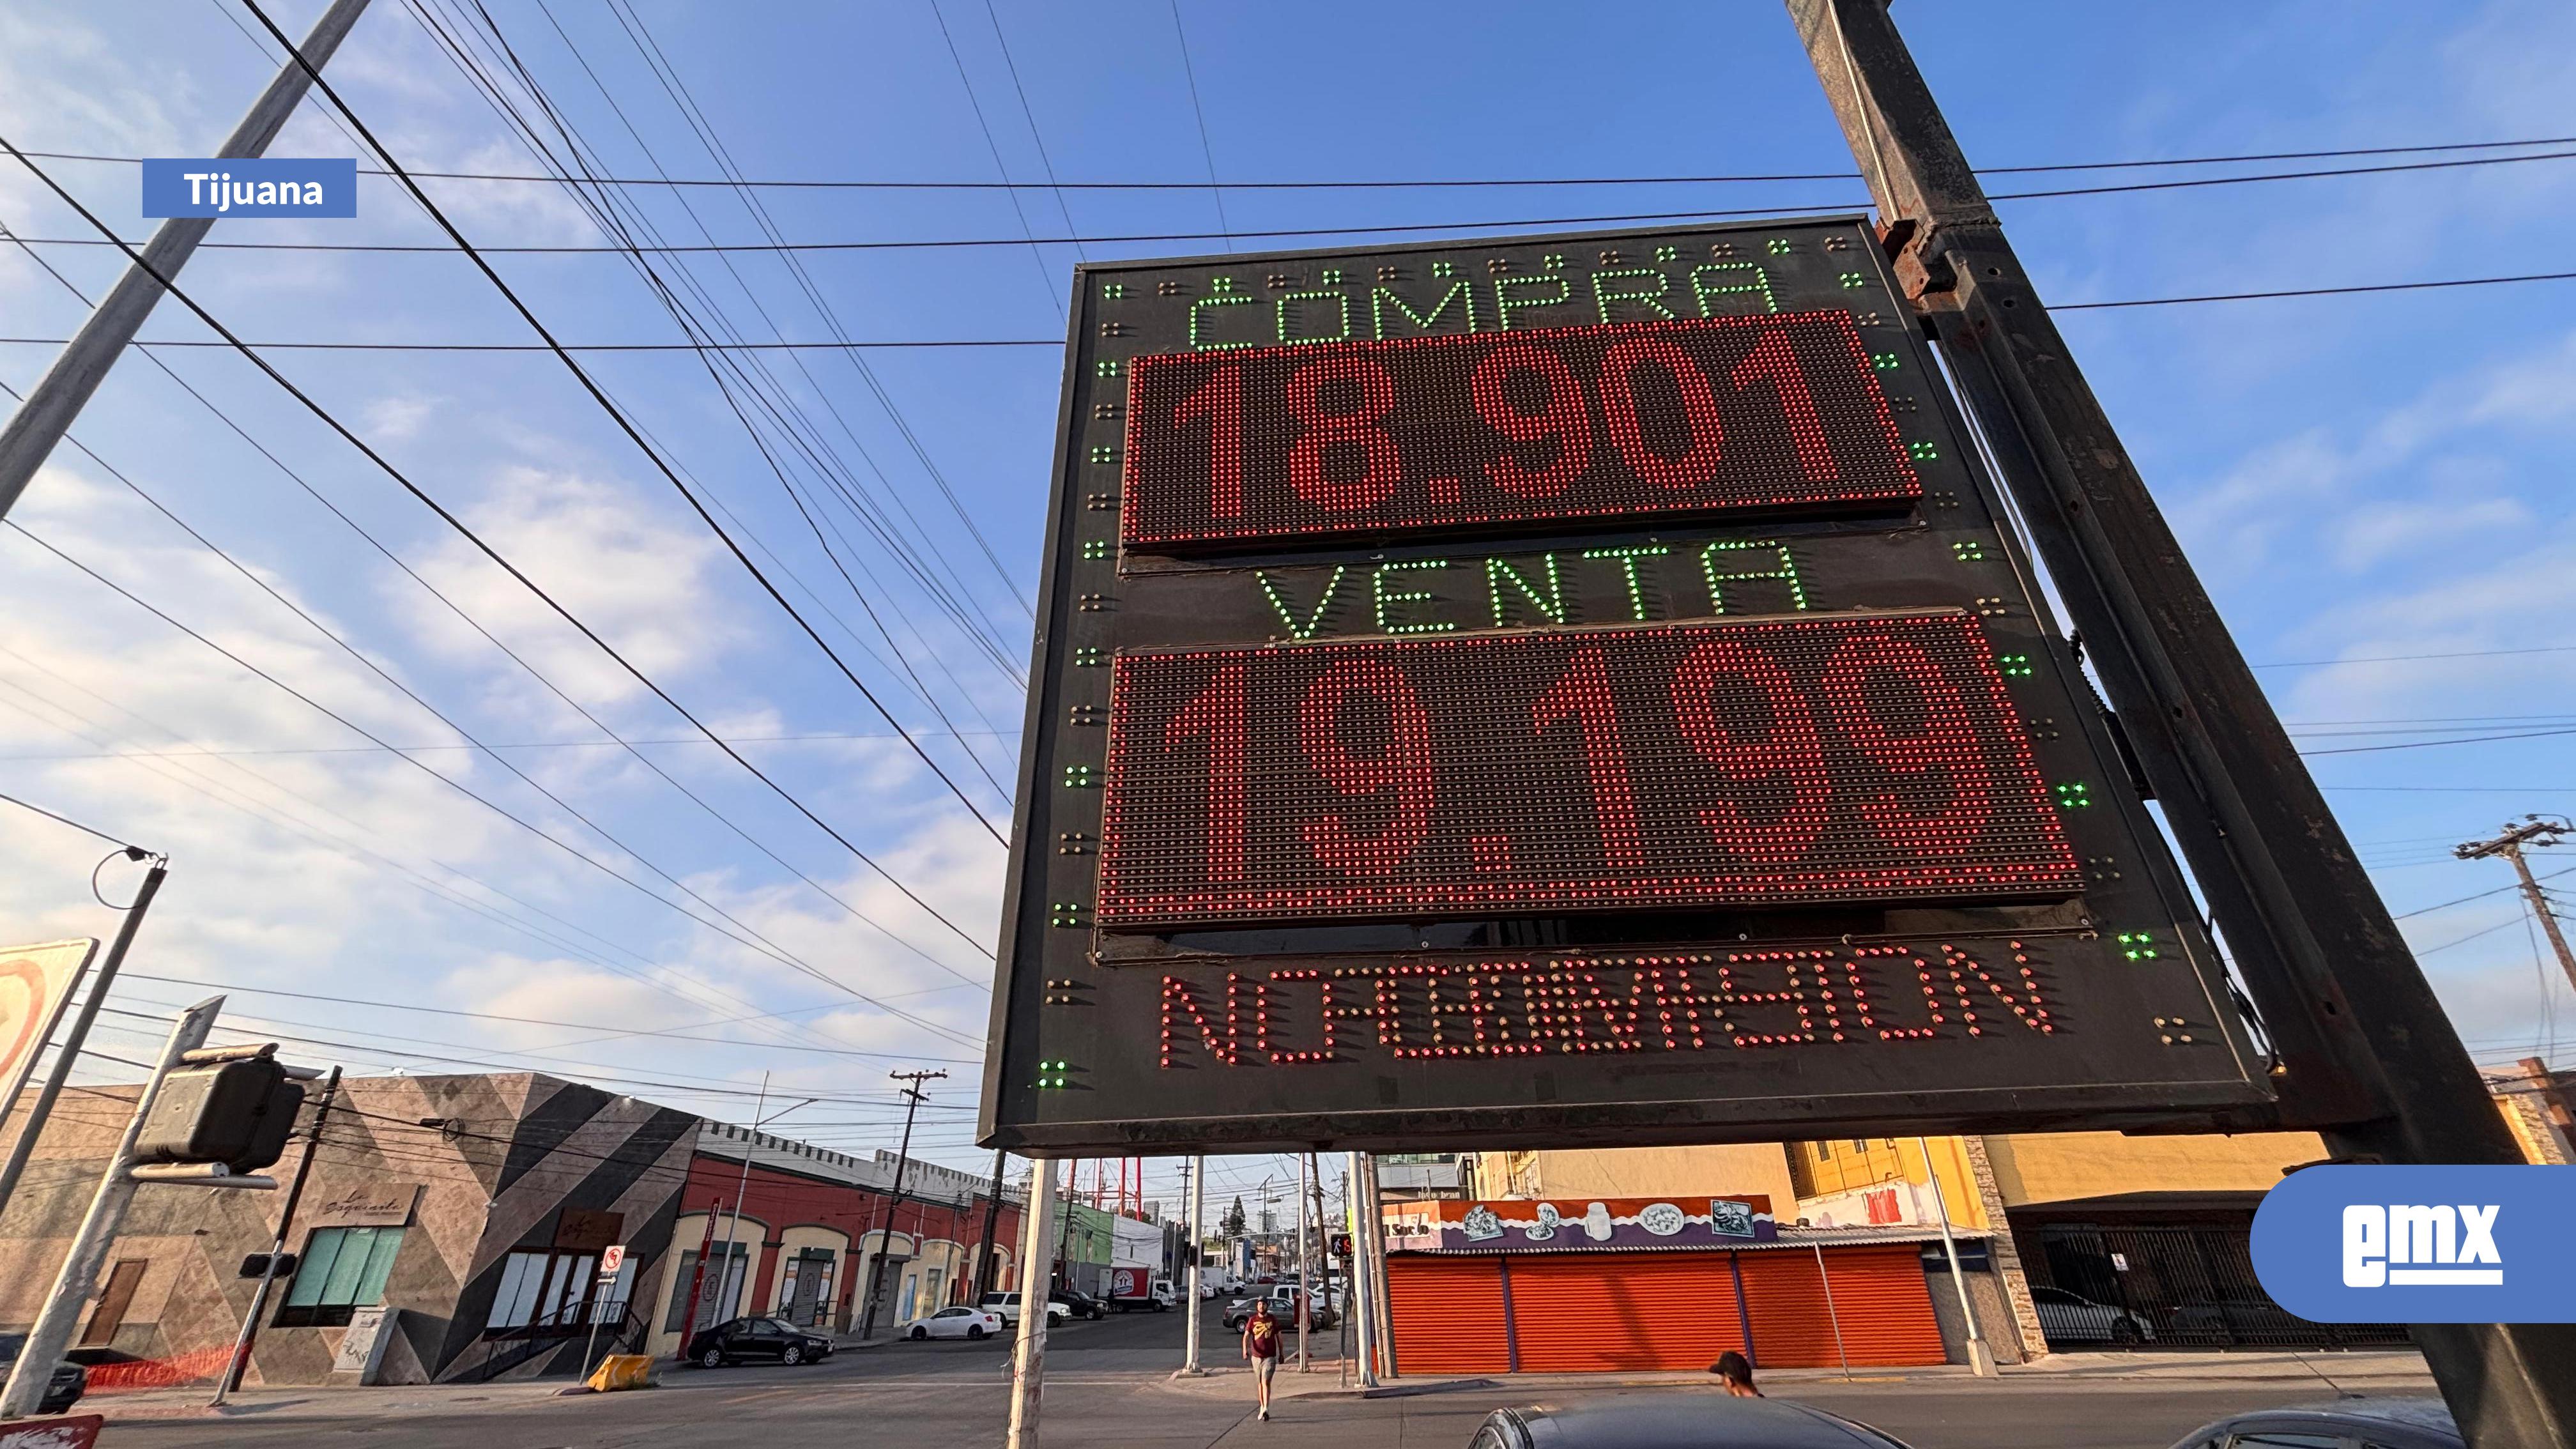 Tijuana
COMPRA
18.901
VENTA
19.199
emx